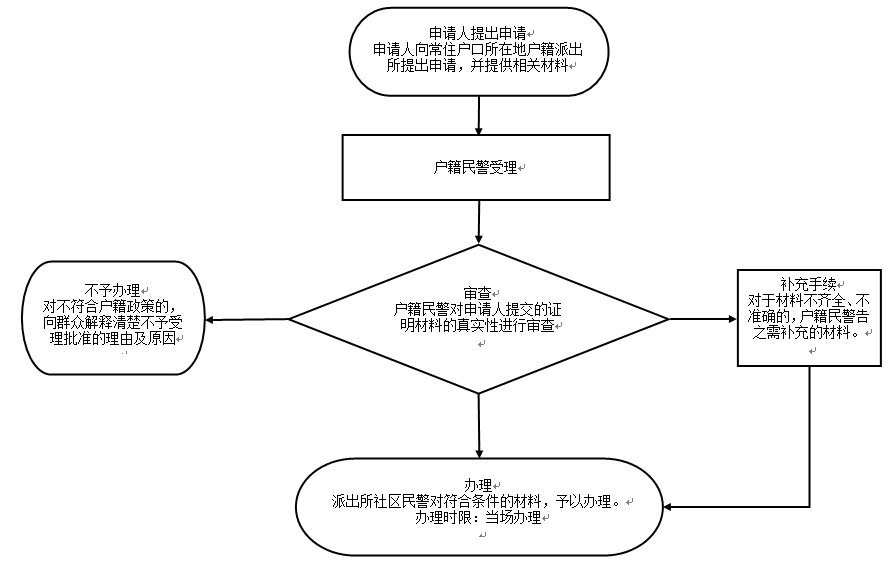 申请人提出申请
申请人向常住户口所在地户籍派出
所提出申请，并提供相关材料
户籍民警受理
审查
户籍民警对申请人提交的证
明材料的真实性进行审查
不予办理
对不符合户籍政策的，
向群众解释清楚不予受
理批准的理由及原因
补充手续
对于材料不齐全、不
准确的，户籍民警告
之需补充的材料。
办理
派出所社区民警对符合条件的材料，予以办理。
办理时限：当场办理